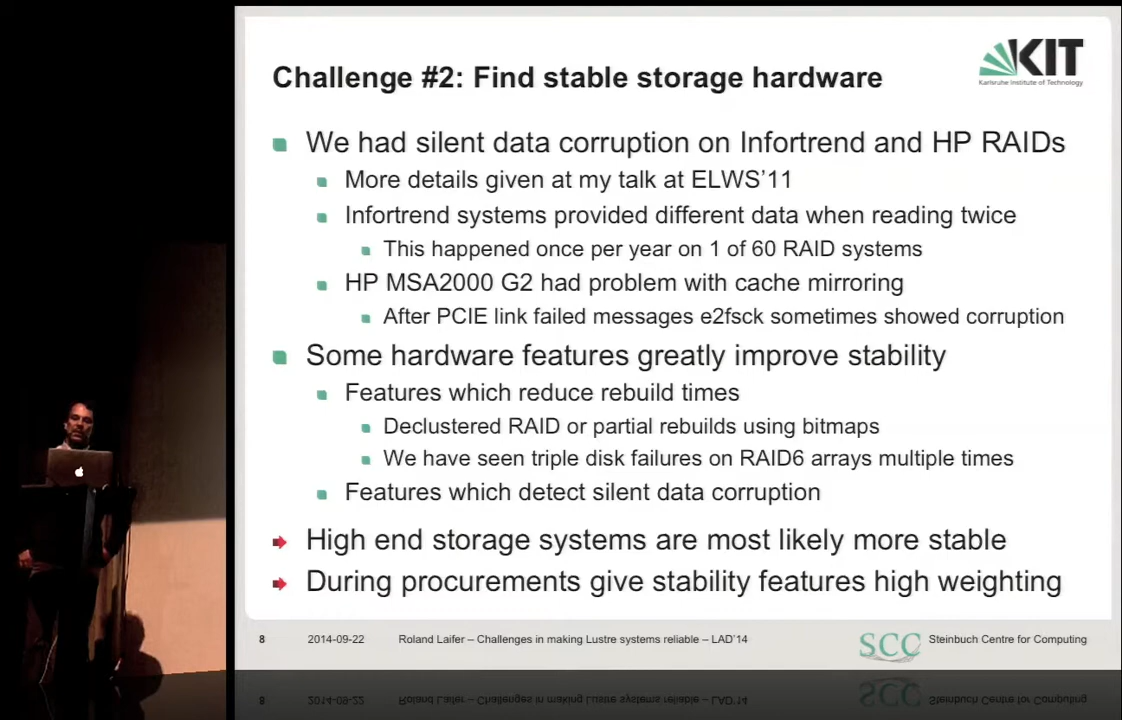 KIT
Karlsruhe Institute of Technology
Challenge #2: Find stable storage hardware
We had silent data corruption on Infortrend and HP RAIDs
More details given at my talk at ELWS'11
Infortrend systems provided different data when reading twice
This happened once per year on 1 of 60 RAID systems
HP MSA2000 G2 had problem with cache mirroring
After PCIE link failed messages e2fsck sometimes showed corruption
Some hardware features greatly improve stability
Features which reduce rebuild times
Declustered RAID or partial rebuilds using bitmaps
We have seen triple disk failures on RAID6 arrays multiple times
Features which detect silent data corruption
High end storage systems are most likely more stable
During procurements give stability features high weighting
8 2014-09-22 Roland Laifer – Challenges in making Lustre systems reliable – LAD'14 SCC Steinbuch Centre for Computing